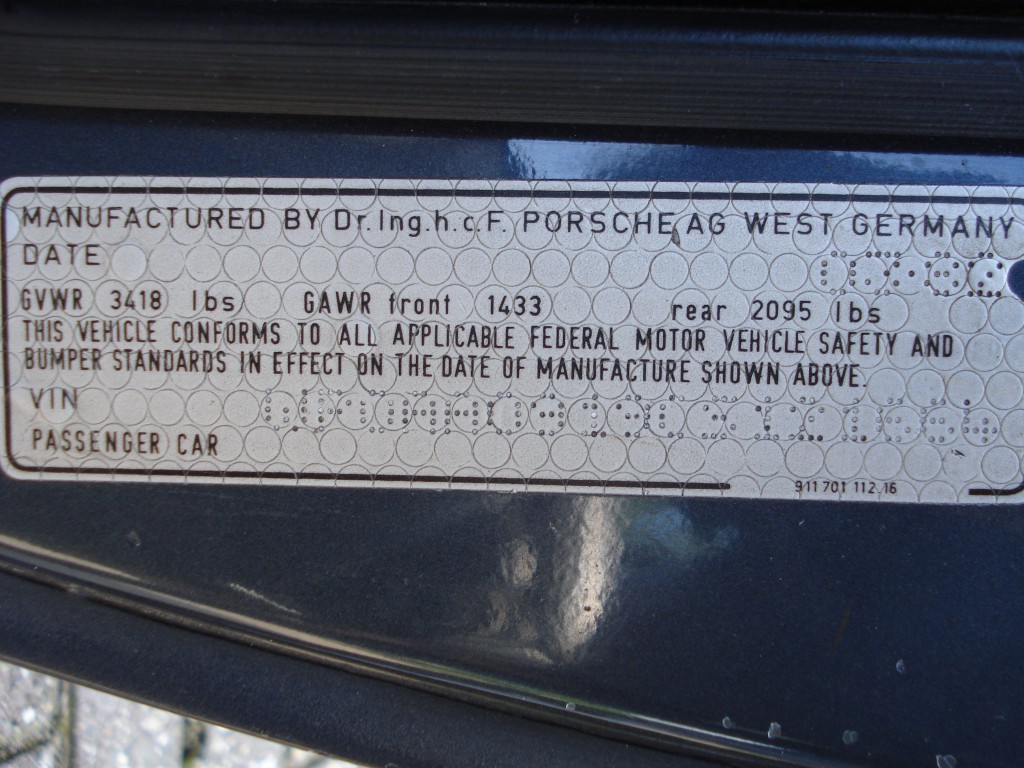 MANUFACTURED BY Dr.Ing.h.c.F. PORSCHE AG WEST GERMANY
DATE
GVWR 3418 lbs GAWR front 1433 rear 2095 lbs
THIS VEHICLE CONFORMS TO ALL APPLICABLE FEDERAL MOTOR VEHICLE SAFETY AND
BUMPER STANDARDS IN EFFECT ON THE DATE OF MANUFACTURE SHOWN ABOVE.
VIN
PASSENGER CAR
911 701 112.16